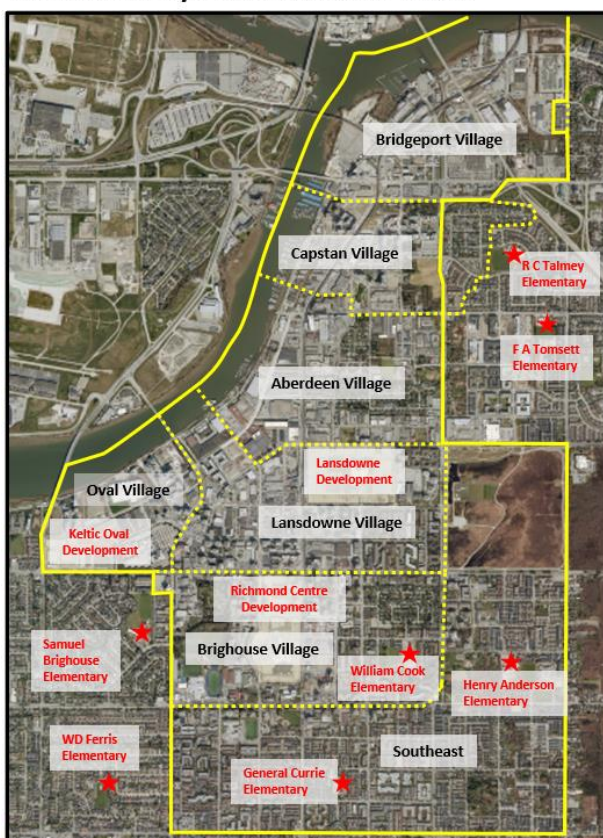 Bridgeport Village
Capstan Village
R C Talmey
Elementary
F A Tomsett
Elementary
Aberdeen Village
Lansdowne
Development
Oval Village
Lansdowne Village
Keltic Oval
Development
Richmond Centre
Development
Samuel
Brighouse
Elementary
Brighouse Village
William Cook
Elementary
Henry Anderson
Elementary
WD Ferris
Elementary
Southeast
General Currie
Elementary